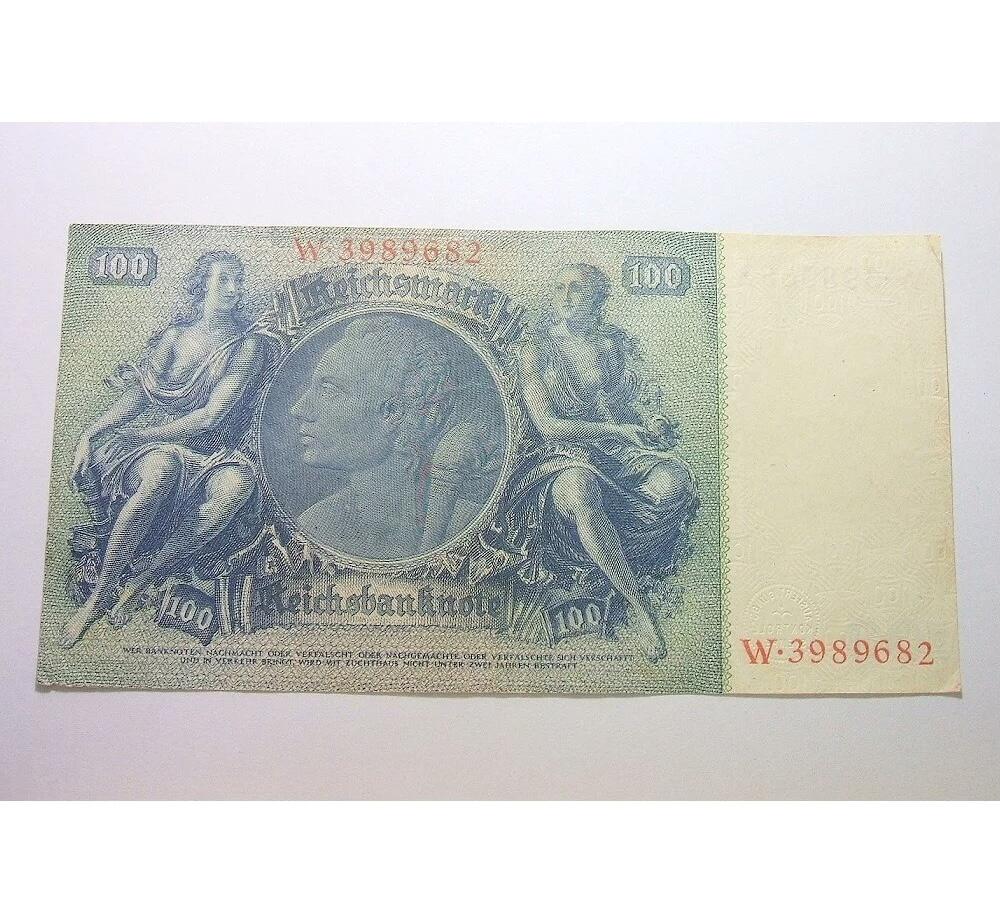 100 W·3989682 100
Reichsmark
Reichsbanknote
100 100
WER BANKNOTEN NACHMACHT ODER VERFÄLSCHT ODER NACHGEMACHTE ODER VERFÄLSCHTE SICH VERSCHAFFT
UND IN VERKEHR BRINGT, WIRD MIT ZUCHTHAUS NICHT UNTER ZWEI JAHREN BESTRAFT
W·3989682